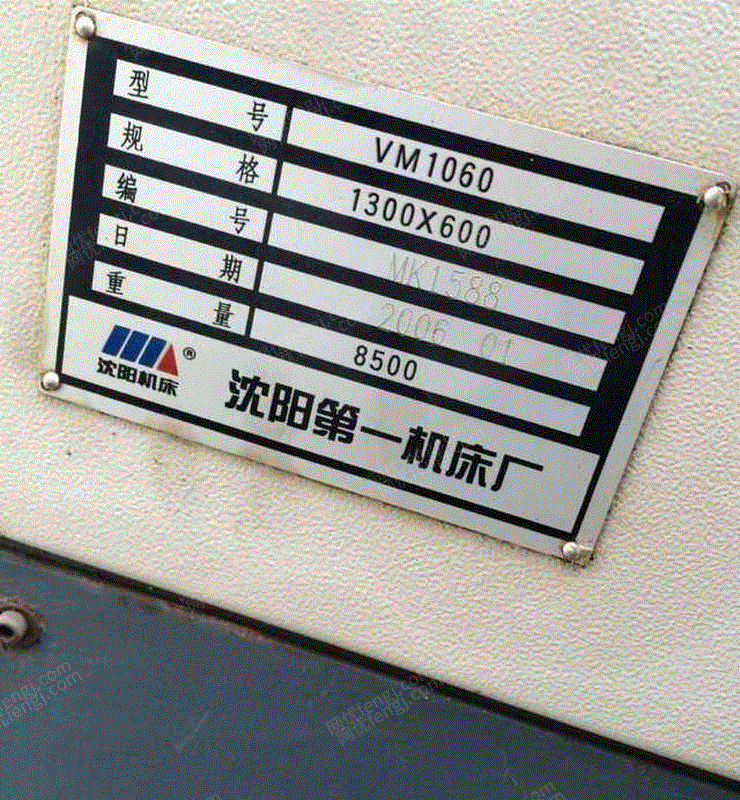 型号 VM1060
规格 1300X600
编号 MK1588
日期 2006 01
重量 8500
沈阳机床 ®
沈阳第一机床厂